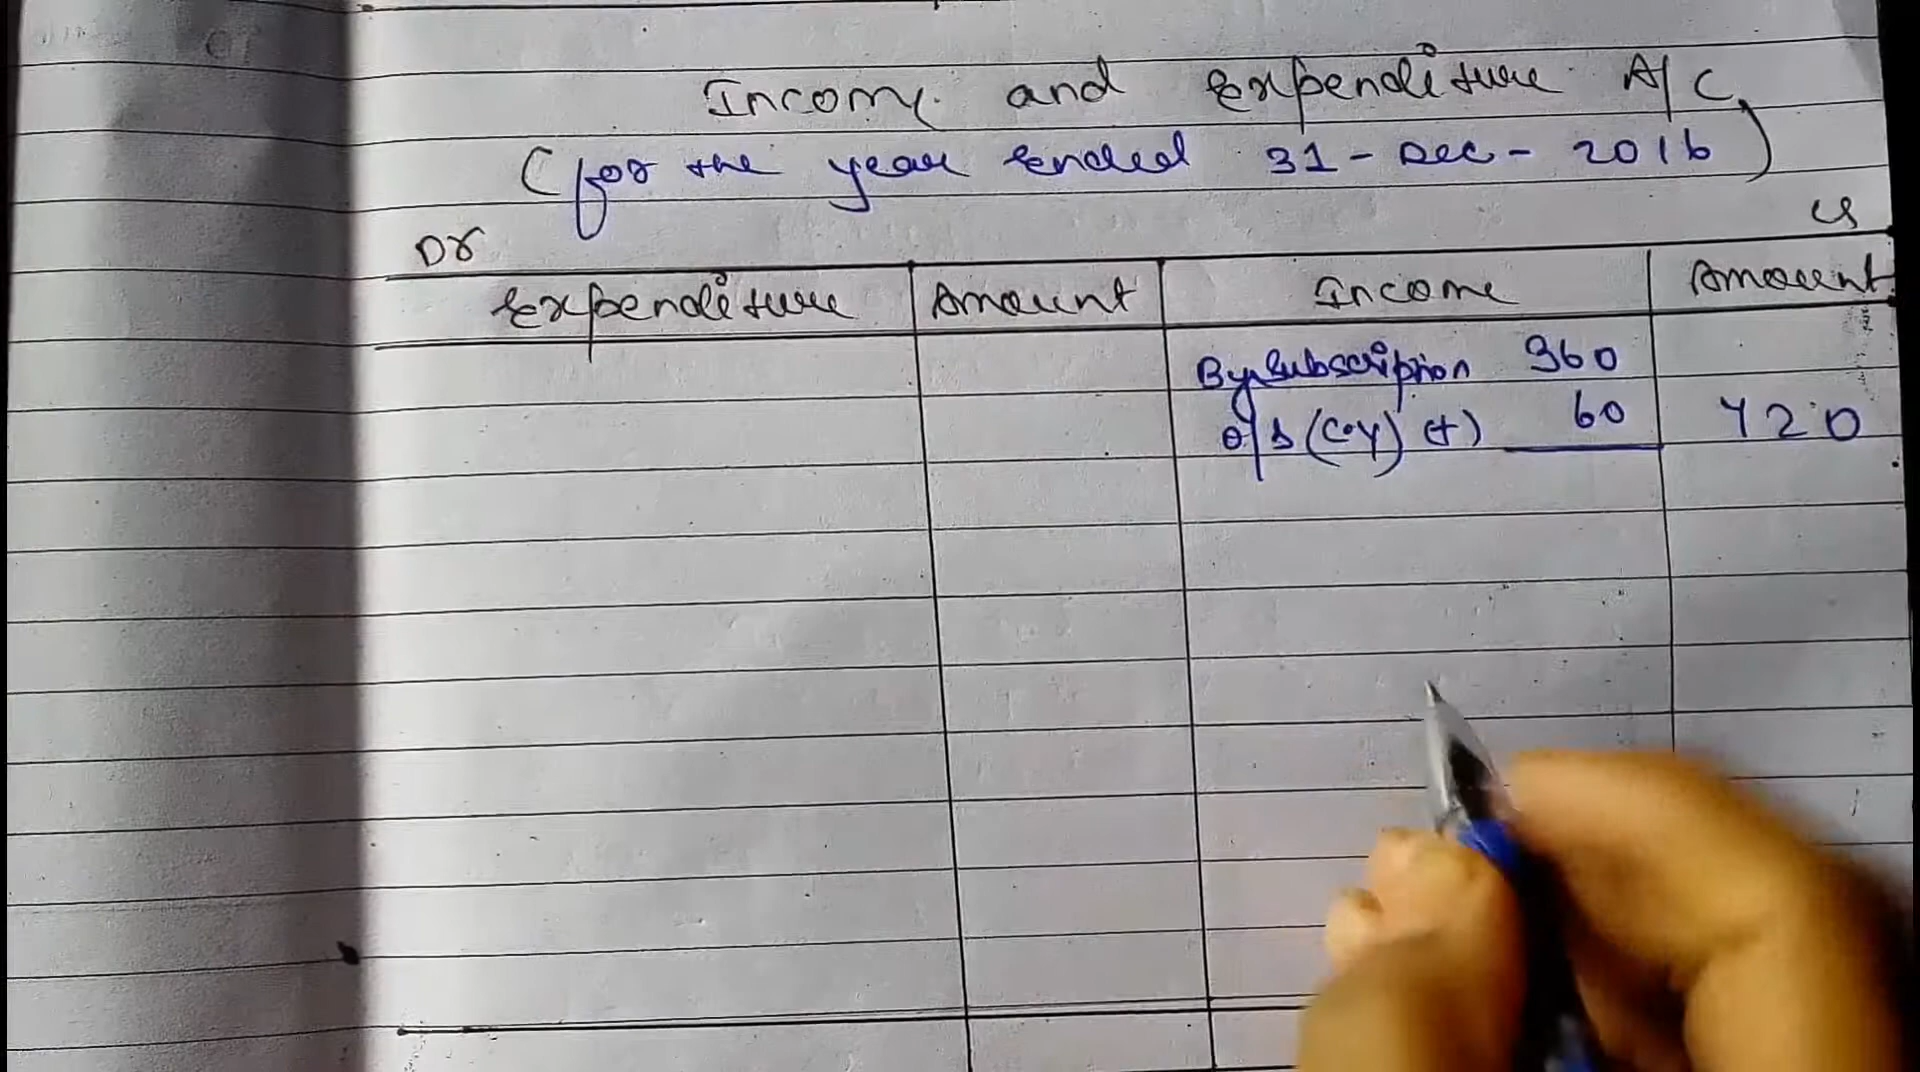 Income and Expenditure A/C
(for the year ended 31-Dec-2016)
Dr Cr
Expenditure Amount Income Amount
By Subscription 360
o/s (C.Y) (+) 60 420